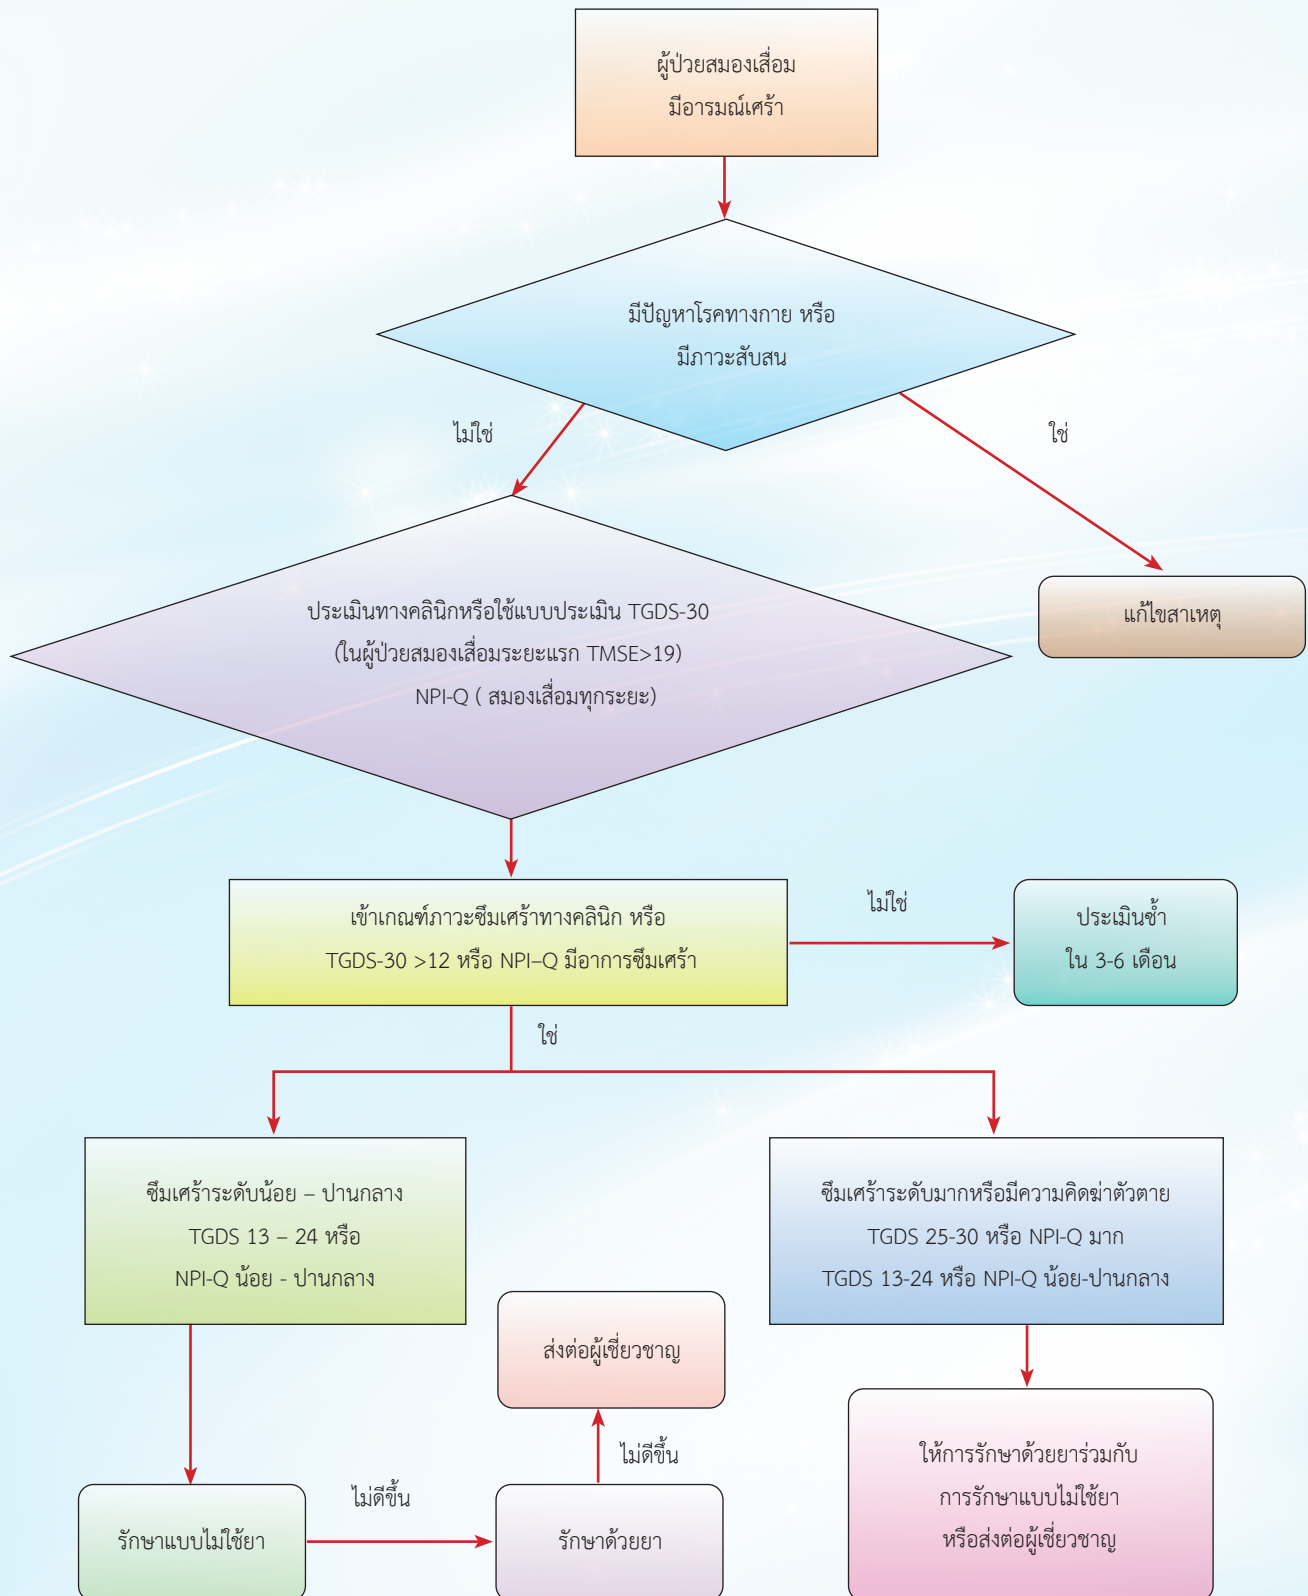 ผู้ป่วยสมองเสื่อม
มีอารมณ์เศร้า
มีปัญหาโรคทางกาย หรือ
มีภาวะสับสน
ไม่ใช่
ใช่
ประเมินทางคลินิกหรือใช้แบบประเมิน TGDS-30
(ในผู้ป่วยสมองเสื่อมระยะแรก TMSE>19)
NPI-Q ( สมองเสื่อมทุกระยะ)
แก้ไขสาเหตุ
เข้าเกณฑ์ภาวะซึมเศร้าทางคลินิก หรือ
TGDS-30 >12 หรือ NPI–Q มีอาการซึมเศร้า
ไม่ใช่
ประเมินซ้ำ
ใน 3-6 เดือน
ใช่
ซึมเศร้าระดับน้อย – ปานกลาง
TGDS 13 – 24 หรือ
NPI-Q น้อย - ปานกลาง
ซึมเศร้าระดับมากหรือมีความคิดฆ่าตัวตาย
TGDS 25-30 หรือ NPI-Q มาก
TGDS 13-24 หรือ NPI-Q น้อย-ปานกลาง
ส่งต่อผู้เชี่ยวชาญ
ไม่ดีขึ้น
ไม่ดีขึ้น
รักษาแบบไม่ใช้ยา
รักษาด้วยยา
ให้การรักษาด้วยยาร่วมกับ
การรักษาแบบไม่ใช้ยา
หรือส่งต่อผู้เชี่ยวชาญ